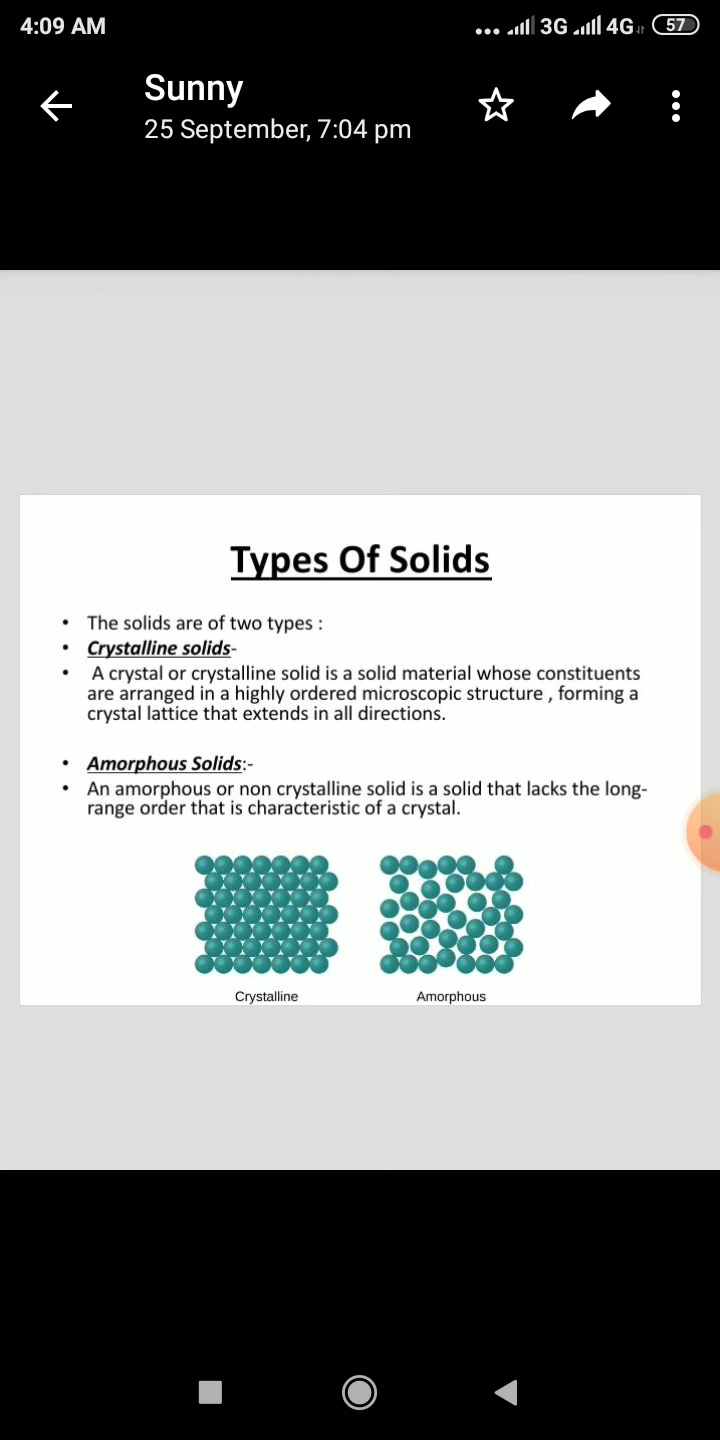 4:09 AM
3G 4G 57
Sunny
25 September, 7:04 pm
Types Of Solids
• The solids are of two types :
• Crystalline solids-
• A crystal or crystalline solid is a solid material whose constituents
are arranged in a highly ordered microscopic structure , forming a
crystal lattice that extends in all directions.
• Amorphous Solids:-
• An amorphous or non crystalline solid is a solid that lacks the long-
range order that is characteristic of a crystal.
Crystalline Amorphous